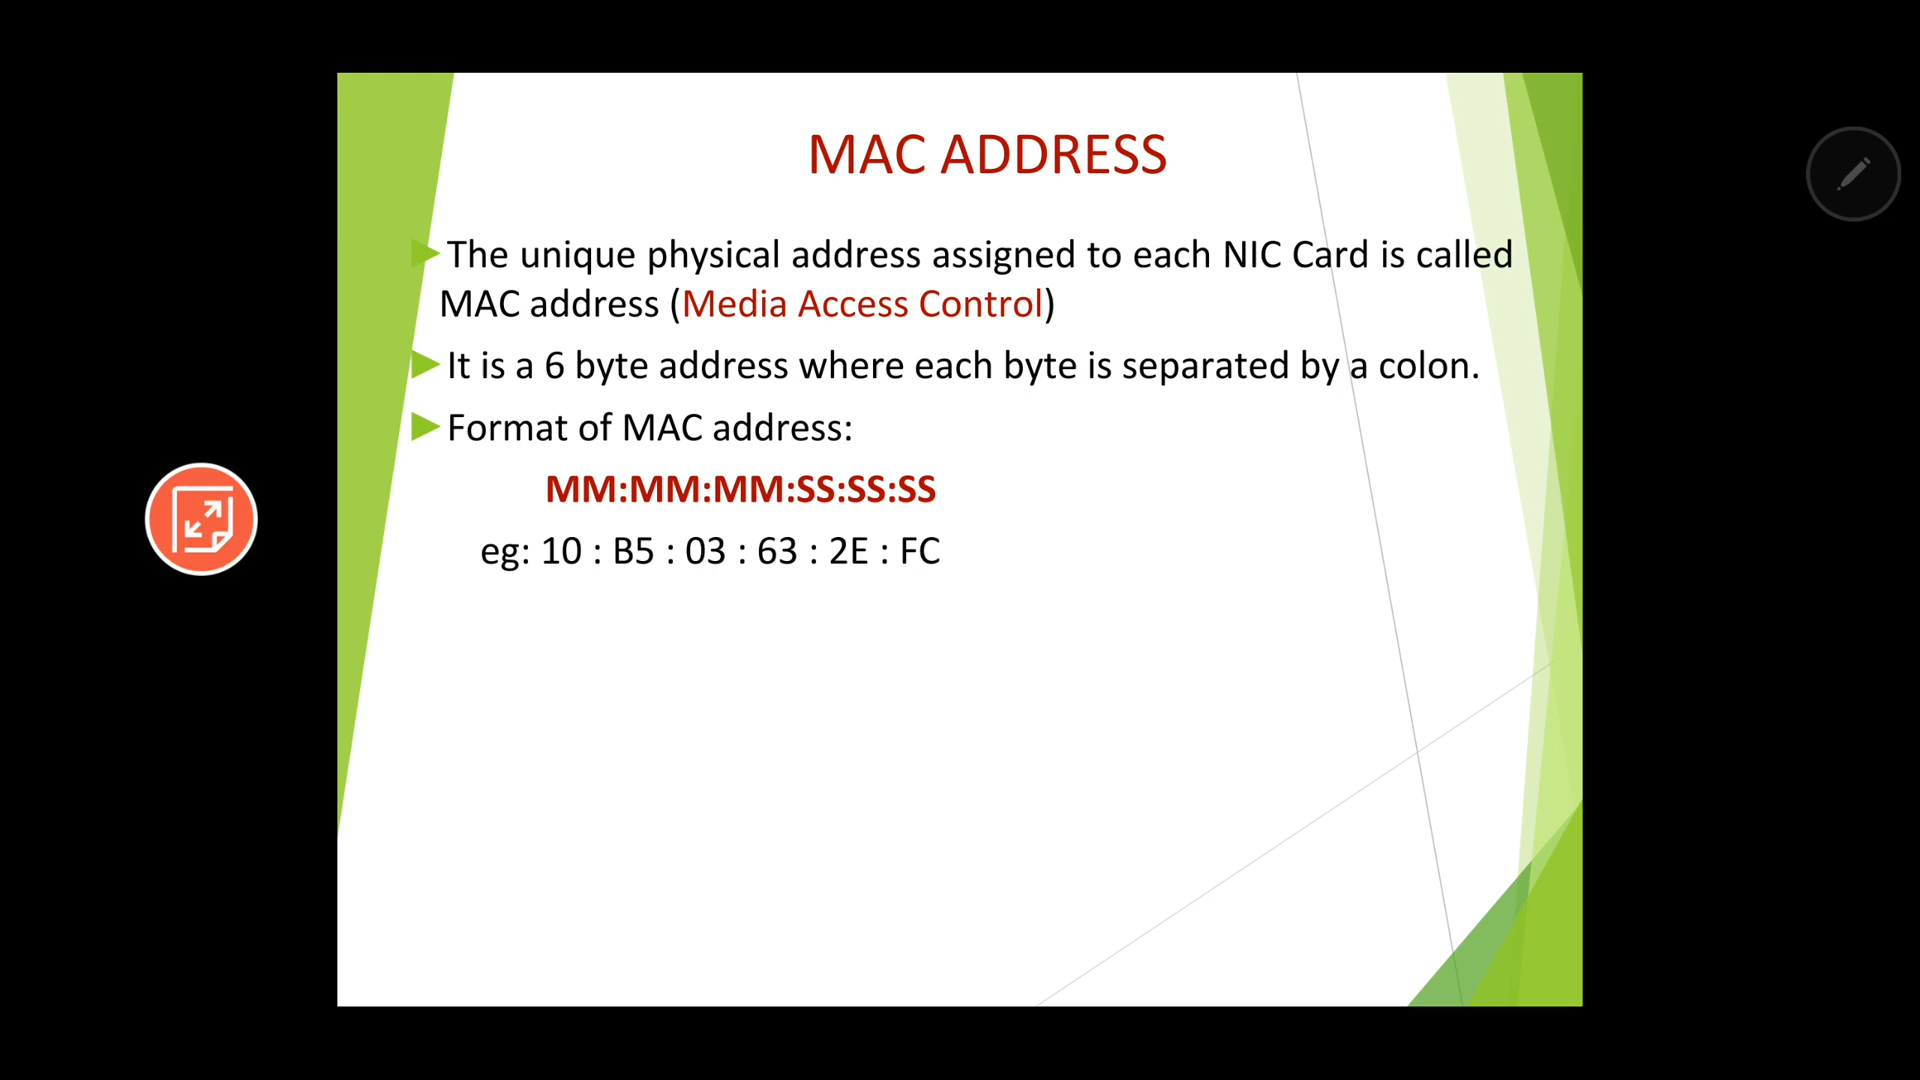 MAC ADDRESS
The unique physical address assigned to each NIC Card is called
MAC address (Media Access Control)
It is a 6 byte address where each byte is separated by a colon.
Format of MAC address:
MM:MM:MM:SS:SS:SS
eg: 10 : B5 : 03 : 63 : 2E : FC